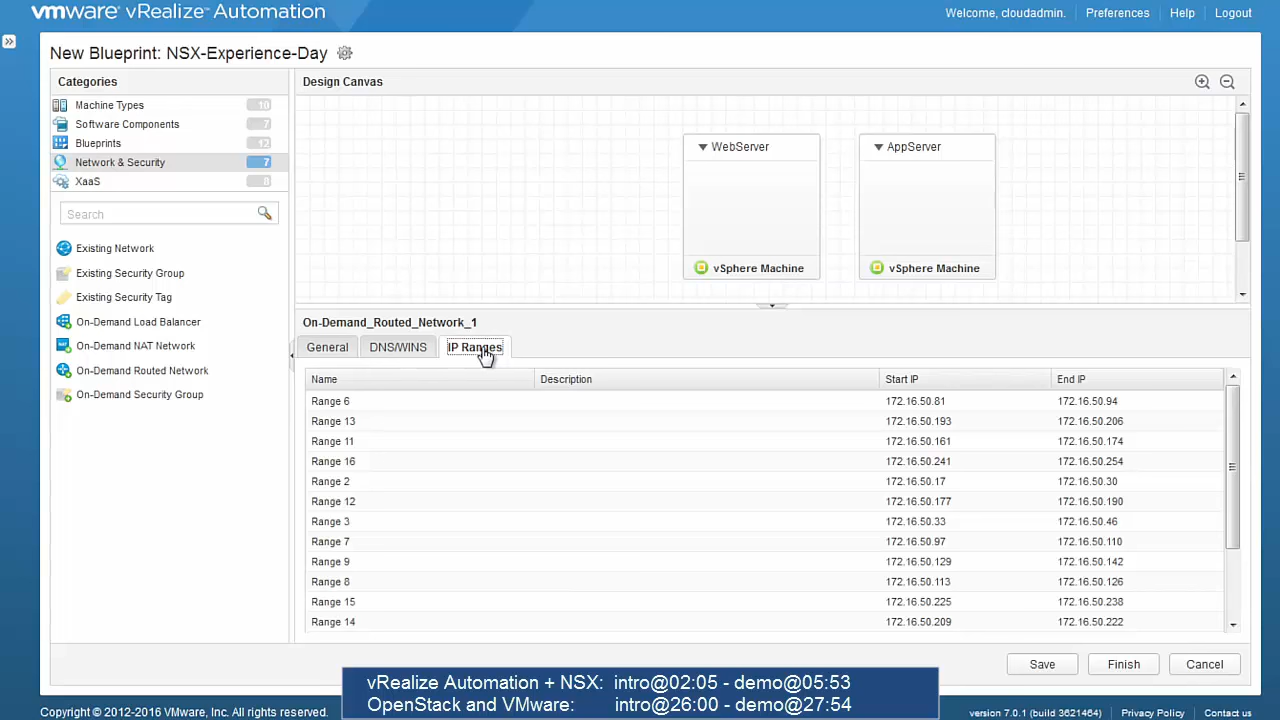 vmware vRealize™ Automation
Welcome, cloudadmin.
Preferences
Help
Logout
New Blueprint: NSX-Experience-Day
Categories
Machine Types 10
Software Components 7
Blueprints 12
Network & Security 7
XaaS 8
Search
Existing Network
Existing Security Group
Existing Security Tag
On-Demand Load Balancer
On-Demand NAT Network
On-Demand Routed Network
On-Demand Security Group
Design Canvas
WebServer
vSphere Machine
AppServer
vSphere Machine
On-Demand_Routed_Network_1
General
DNS/WINS
IP Ranges
Name Description Start IP End IP
Range 6 172.16.50.81 172.16.50.94
Range 13 172.16.50.193 172.16.50.206
Range 11 172.16.50.161 172.16.50.174
Range 16 172.16.50.241 172.16.50.254
Range 2 172.16.50.17 172.16.50.30
Range 12 172.16.50.177 172.16.50.190
Range 3 172.16.50.33 172.16.50.46
Range 7 172.16.50.97 172.16.50.110
Range 9 172.16.50.129 172.16.50.142
Range 8 172.16.50.113 172.16.50.126
Range 15 172.16.50.225 172.16.50.238
Range 14 172.16.50.209 172.16.50.222
Save
Finish
Cancel
vRealize Automation + NSX: intro@02:05 - demo@05:53
OpenStack and VMware: intro@26:00 - demo@27:54
Copyright © 2012-2016 VMware, Inc. All rights reserved.
version 7.0.1 (build 3621464)
Privacy Policy
Contact us